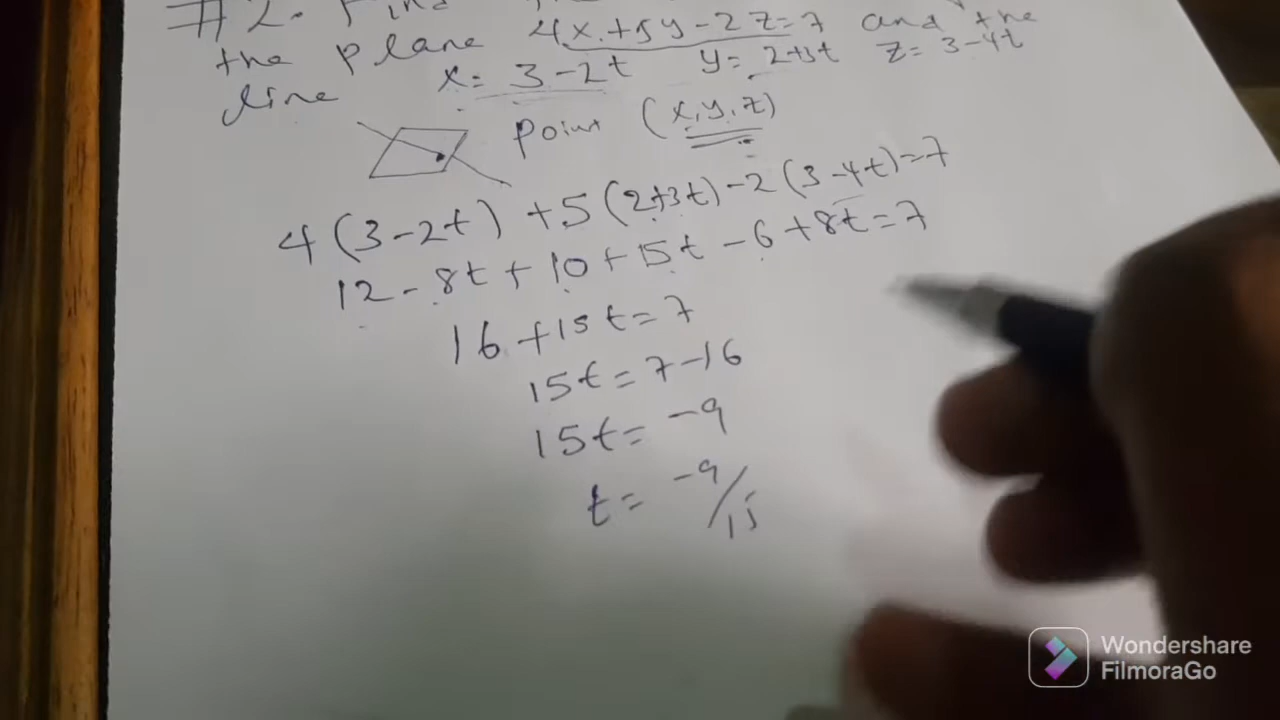 #2. Find
the plane 4x+5y-2z=7 and the
line x= 3-2t y= 2+3t z= 3-4t
point (x,y,z)
4(3-2t) +5(2+3t)-2(3-4t)=7
12-8t+10+15t-6+8t=7
16+15t=7
15t=7-16
15t= -9
t= -9/15
Wondershare
FilmoraGo